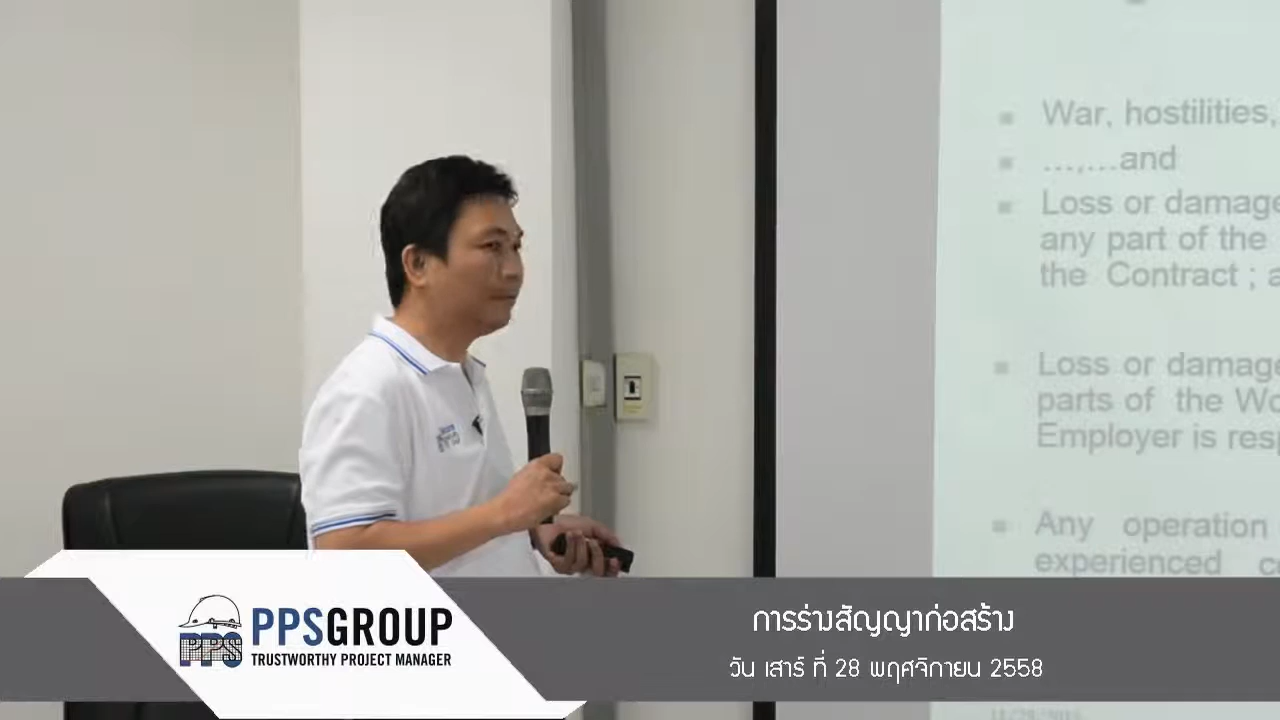 War, hostilities,
...,...and
Loss or damage
any part of the
the Contract ; a
Loss or damage
parts of the Wo
Employer is resp
Any operation
experienced c
PPS
PPSGROUP
TRUSTWORTHY PROJECT MANAGER
การร่างสัญญาก่อสร้าง
วัน เสาร์ ที่ 28 พฤศจิกายน 2558